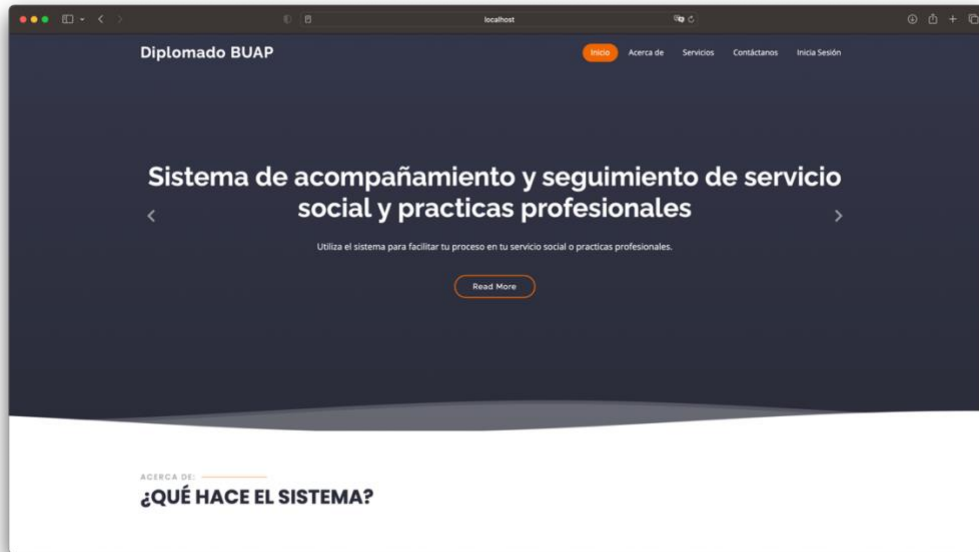 localhost
Diplomado BUAP
Inicio Acerca de Servicios Contáctanos Inicia Sesión
Sistema de acompañamiento y seguimiento de servicio
social y practicas profesionales
Utiliza el sistema para facilitar tu proceso en tu servicio social o practicas profesionales.
Read More
ACERCA DE:
¿QUÉ HACE EL SISTEMA?